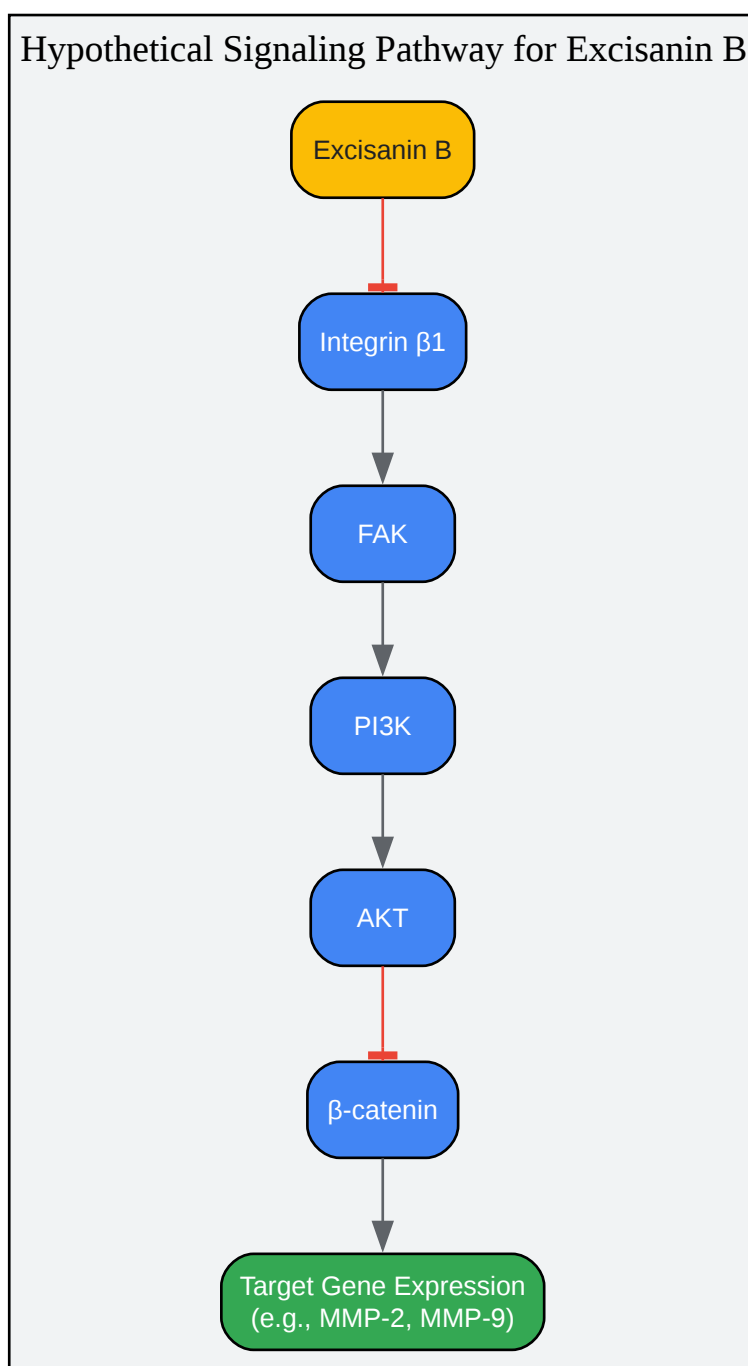 Hypothetical Signaling Pathway for Excisanin B
Excisanin B
Integrin β1
FAK
PI3K
AKT
β-catenin
Target Gene Expression
(e.g., MMP-2, MMP-9)